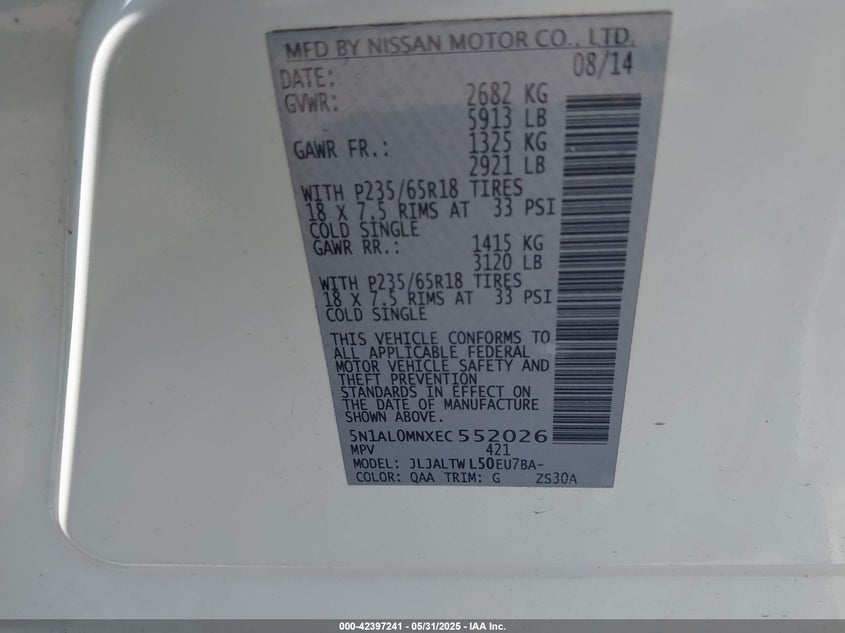 MFD BY NISSAN MOTOR CO., LTD.
DATE: 08/14
GVWR: 2682 KG
5913 LB
GAWR FR.: 1325 KG
2921 LB
WITH P235/65R18 TIRES
18 X 7.5 RIMS AT 33 PSI
COLD SINGLE
GAWR RR.: 1415 KG
3120 LB
WITH P235/65R18 TIRES
18 X 7.5 RIMS AT 33 PSI
COLD SINGLE
THIS VEHICLE CONFORMS TO
ALL APPLICABLE FEDERAL
MOTOR VEHICLE SAFETY AND
THEFT PREVENTION
STANDARDS IN EFFECT ON
THE DATE OF MANUFACTURE
SHOWN ABOVE.
5N1AL0MNXEC552026
MPV 421
MODEL: JLJALTWL50EU7BA-
COLOR: QAA TRIM: G ZS30A
000-42397241 - 05/31/2025 - IAA Inc.